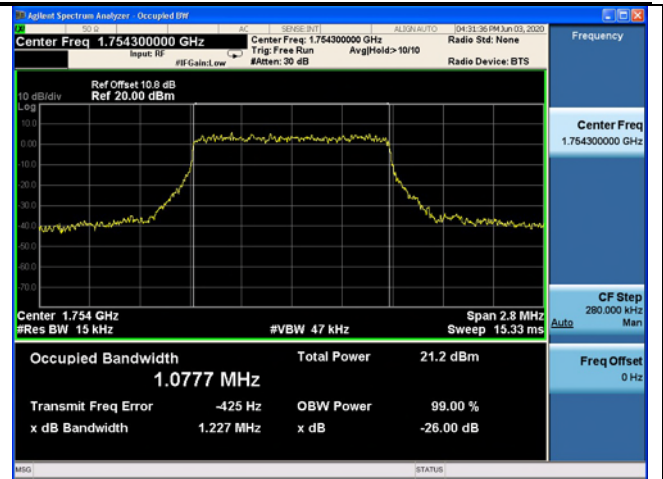 Agilent Spectrum Analyzer - Occupied BW
50 Ω AC SENSE:INT ALIGN AUTO 04:31:36 PM Jun 03, 2020
Center Freq 1.754300000 GHz
Input: RF
#IFGain:Low
Center Freq: 1.754300000 GHz
Trig: Free Run Avg|Hold:> 10/10
#Atten: 30 dB
Radio Std: None
Radio Device: BTS
Frequency
Ref Offset 10.8 dB
10 dB/div Ref 20.00 dBm
Log
10.0
0.00
-10.0
-20.0
-30.0
-40.0
-50.0
-60.0
-70.0
Center Freq
1.754300000 GHz
Center 1.754 GHz Span 2.8 MHz
#Res BW 15 kHz #VBW 47 kHz Sweep 15.33 ms
CF Step
280.000 kHz
Auto Man
Occupied Bandwidth Total Power 21.2 dBm
1.0777 MHz
Transmit Freq Error -425 Hz OBW Power 99.00 %
x dB Bandwidth 1.227 MHz x dB -26.00 dB
Freq Offset
0 Hz
MSG STATUS